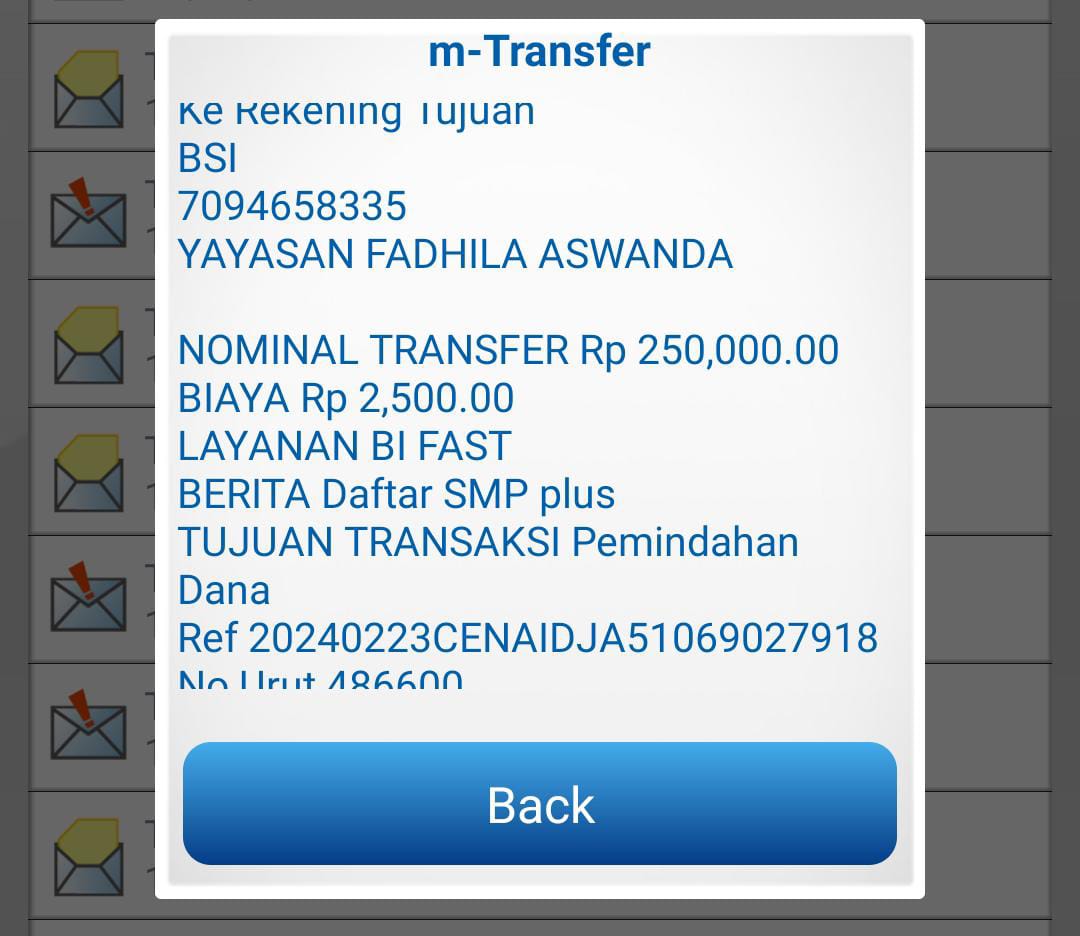 m-Transfer
Ke Rekening Tujuan
BSI
7094658335
YAYASAN FADHILA ASWANDA
NOMINAL TRANSFER Rp 250,000.00
BIAYA Rp 2,500.00
LAYANAN BI FAST
BERITA Daftar SMP plus
TUJUAN TRANSAKSI Pemindahan
Dana
Ref 20240223CENAIDJA51069027918
No Urut 486600
Back